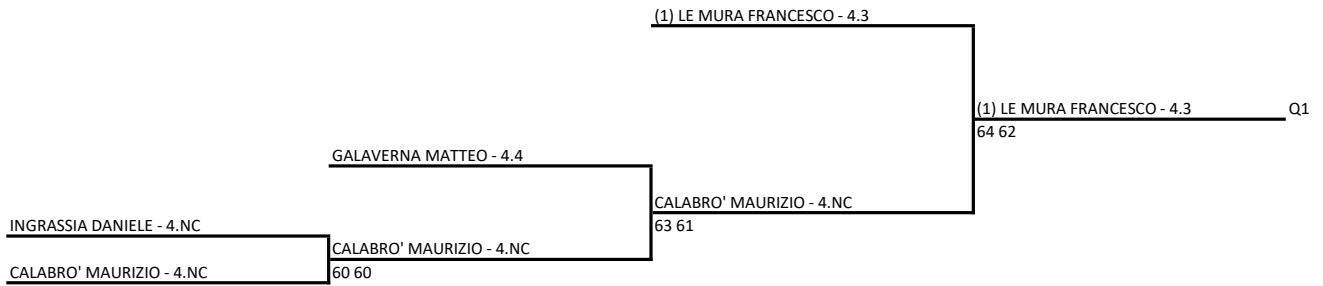 (1) LE MURA FRANCESCO - 4.3
(1) LE MURA FRANCESCO - 4.3 Q1
64 62
GALAVERNA MATTEO - 4.4
CALABRO' MAURIZIO - 4.NC
63 61
INGRASSIA DANIELE - 4.NC
CALABRO' MAURIZIO - 4.NC
60 60
CALABRO' MAURIZIO - 4.NC